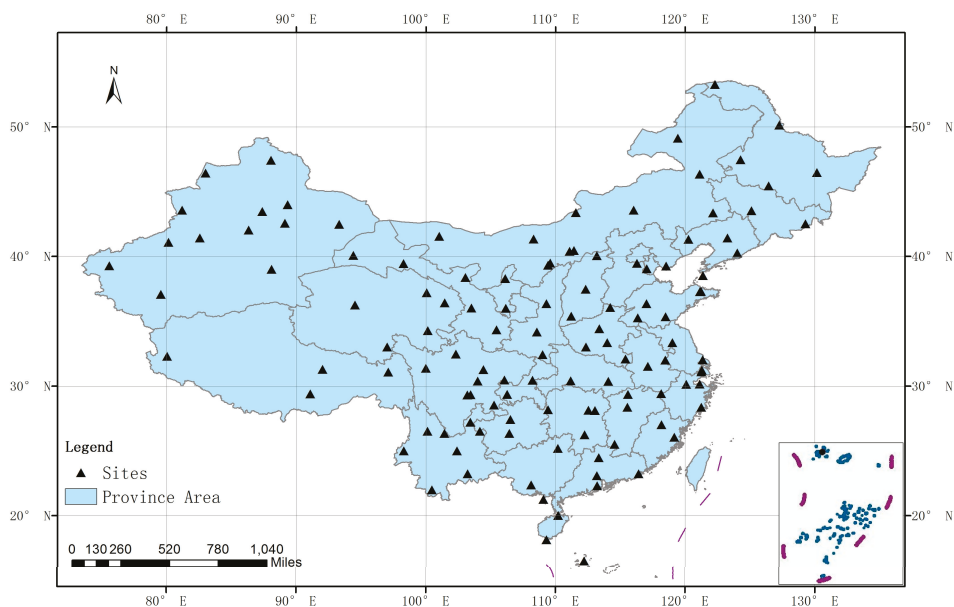 80° E 90° E 100° E 110° E 120° E 130° E
N
50° N 50° N
40° N 40° N
30° N 30° N
20° N 20° N
Legend
Sites
Province Area
0 130 260 520 780 1,040
Miles
80° E 90° E 100° E 110° E 120° E 130° E